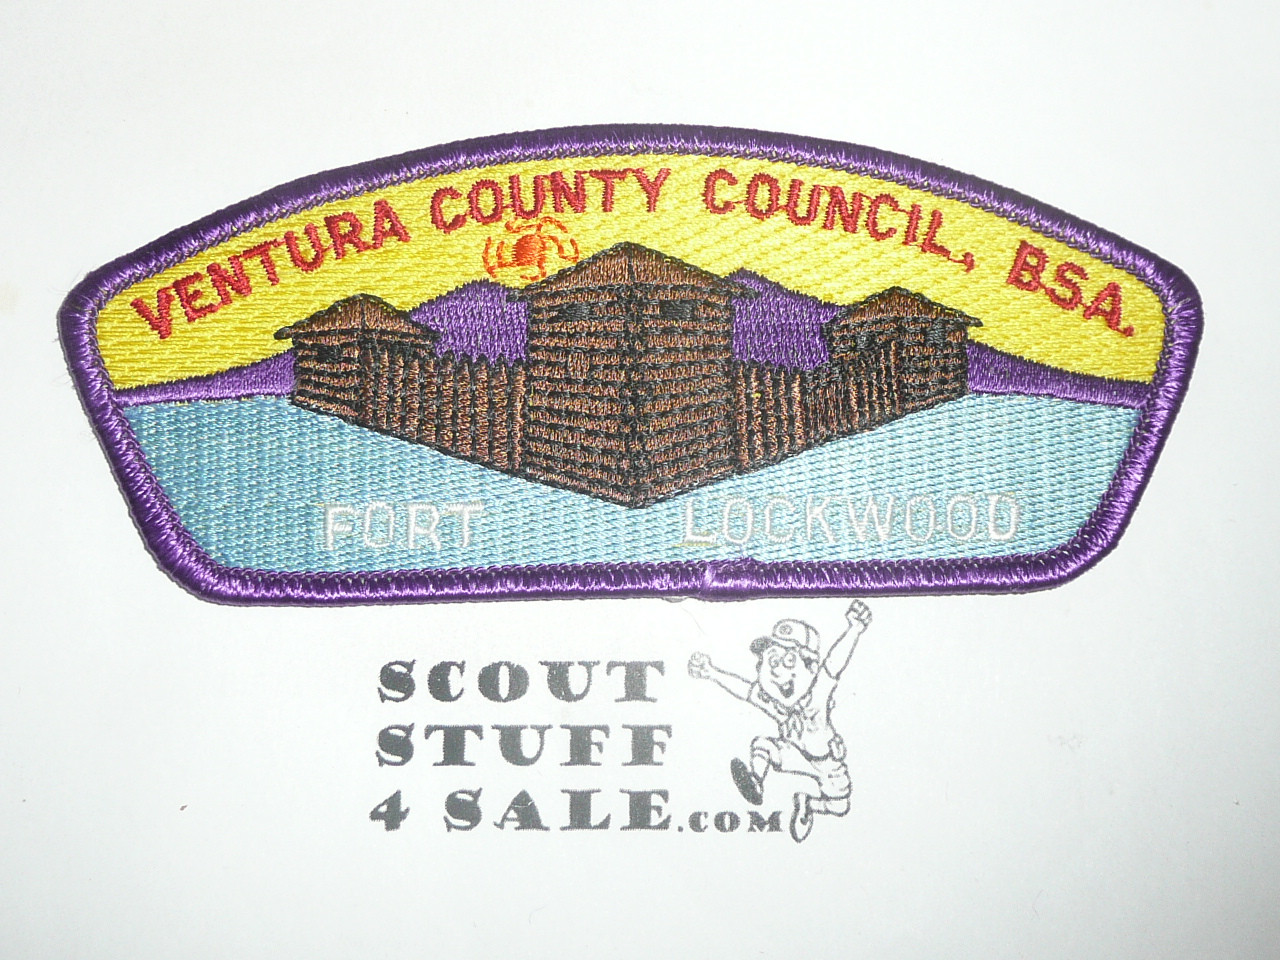 VENTURA COUNTY COUNCIL, BSA.
FORT LOCKWOOD
SCOUT
STUFF
4 SALE.COM